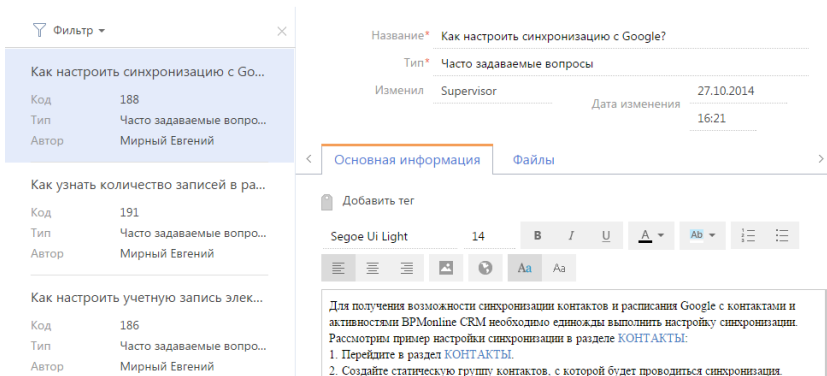 Фильтр
Как настроить синхронизацию с Go...
Код 188
Тип Часто задаваемые вопро...
Автор Мирный Евгений
Как узнать количество записей в ра...
Код 191
Тип Часто задаваемые вопро...
Автор Мирный Евгений
Как настроить учетную запись элек...
Код 186
Тип Часто задаваемые вопро...
Автор Мирный Евгений
Название* Как настроить синхронизацию с Google?
Тип* Часто задаваемые вопросы
Изменил Supervisor
Дата изменения 27.10.2014
16:21
Основная информация Файлы
Добавить тег
Segoe Ui Light 14 B I U A Ab
Aa Aa
Для получения возможности синхронизации контактов и расписания Google с контактами и
активностями BPMonline CRM необходимо единожды выполнить настройку синхронизации.
Рассмотрим пример настройки синхронизации в разделе КОНТАКТЫ:
1. Перейдите в раздел КОНТАКТЫ.
2. Создайте статическую группу контактов, с которой будет проводиться синхронизация.